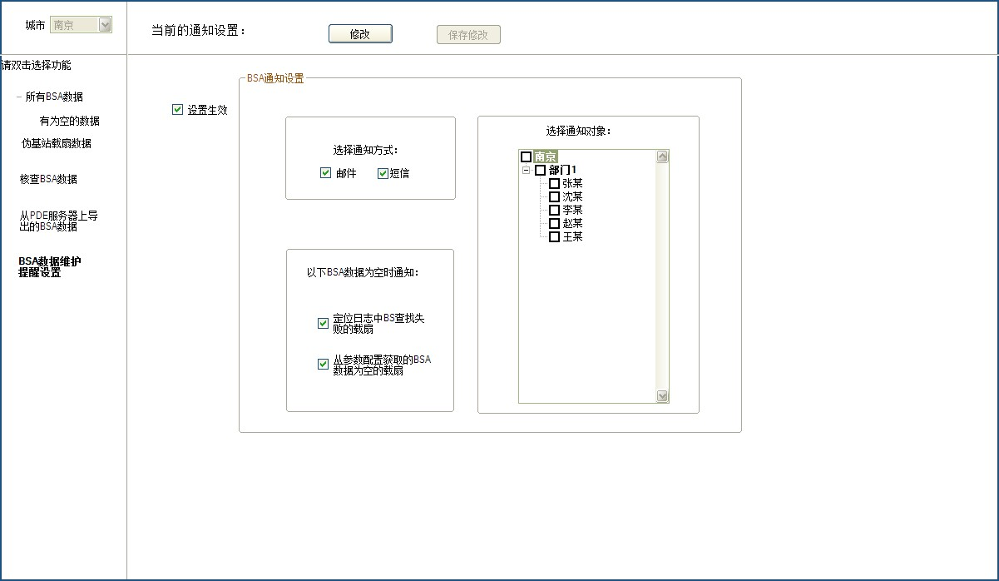 城市
南京
当前的通知设置：
修改
保存修改
请双击选择功能
所有BSA数据
有为空的数据
伪基站载扇数据
核查BSA数据
从PDE服务器上导
出的BSA数据
BSA数据维护
提醒设置
设置生效
BSA通知设置
选择通知方式：
邮件
短信
以下BSA数据为空时通知：
定位日志中BS查找失
败的载扇
从参数配置获取的BSA
数据为空的载扇
选择通知对象：
南京
部门1
张某
沈某
李某
赵某
王某